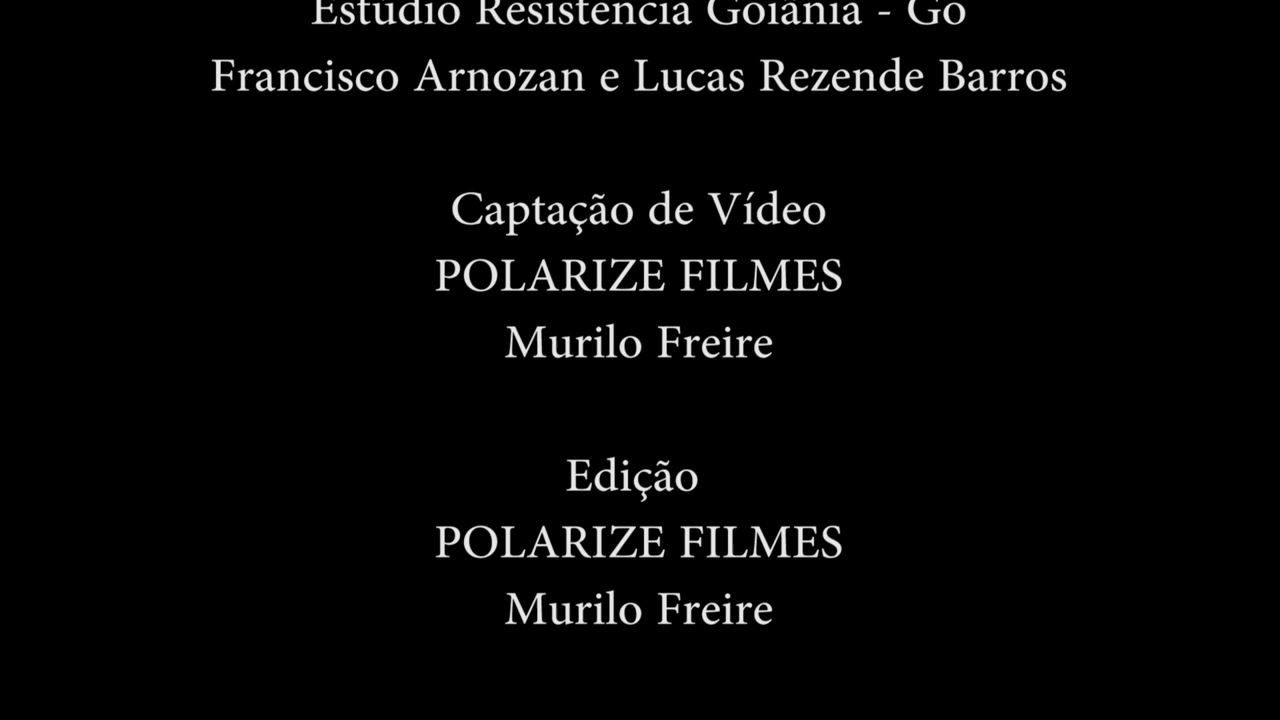 Estúdio Resistência Goiânia - Go
Francisco Arnozan e Lucas Rezende Barros
Captação de Vídeo
POLARIZE FILMES
Murilo Freire
Edição
POLARIZE FILMES
Murilo Freire